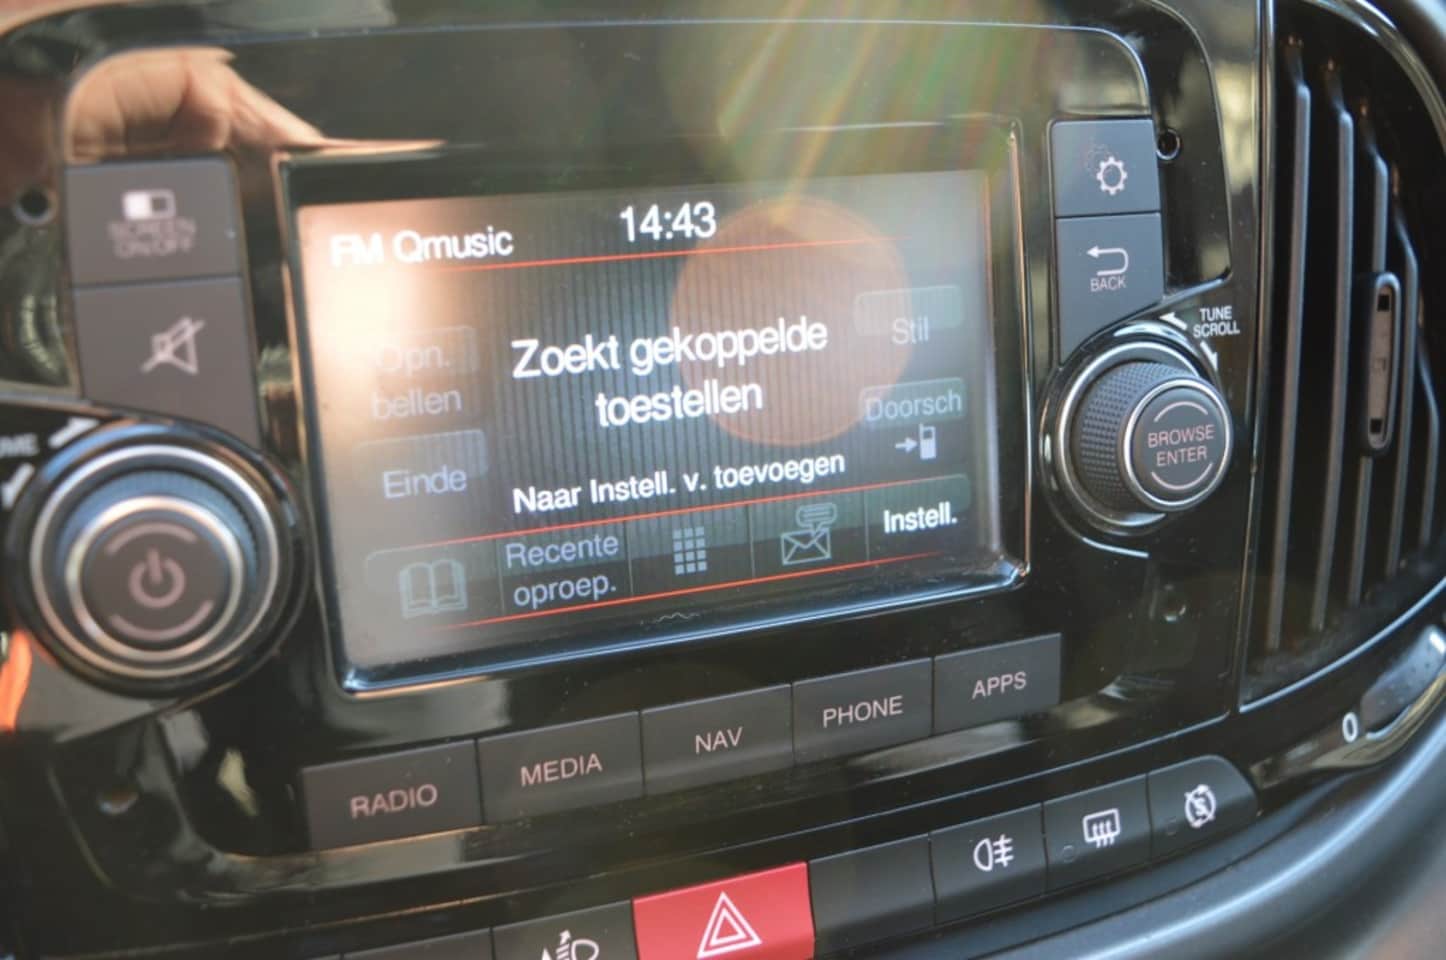 SCREEN
ON/OFF
FM Qmusic
14:43
Opn.
bellen
Einde
Zoekt gekoppelde
toestellen
Naar Instell. v. toevoegen
Stil
Doorsch
Recente
oproep.
Instell.
BACK
TUNE
SCROLL
BROWSE
ENTER
RADIO
MEDIA
NAV
PHONE
APPS
0